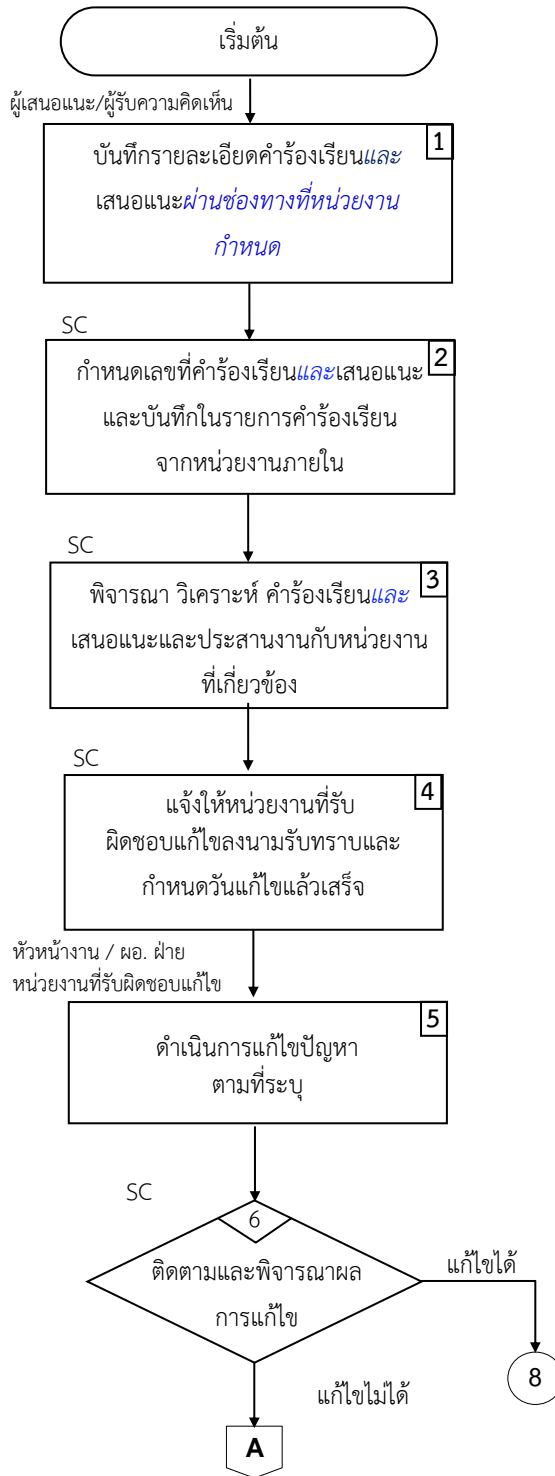 เริ่มต้น
ผู้เสนอแนะ/ผู้รับความคิดเห็น
1
บันทึกรายละเอียดคำร้องเรียนและ
เสนอแนะผ่านช่องทางที่หน่วยงาน
กำหนด
SC
2
กำหนดเลขที่คำร้องเรียนและเสนอแนะ
และบันทึกในรายการคำร้องเรียน
จากหน่วยงานภายใน
SC
3
พิจารณา วิเคราะห์ คำร้องเรียนและ
เสนอแนะและประสานงานกับหน่วยงาน
ที่เกี่ยวข้อง
SC
4
แจ้งให้หน่วยงานที่รับ
ผิดชอบแก้ไขลงนามรับทราบและ
กำหนดวันแก้ไขแล้วเสร็จ
หัวหน้างาน / ผอ. ฝ่าย
หน่วยงานที่รับผิดชอบแก้ไข
5
ดำเนินการแก้ไขปัญหา
ตามที่ระบุ
SC
6
ติดตามและพิจารณาผล
การแก้ไข
แก้ไขได้
8
แก้ไขไม่ได้
A